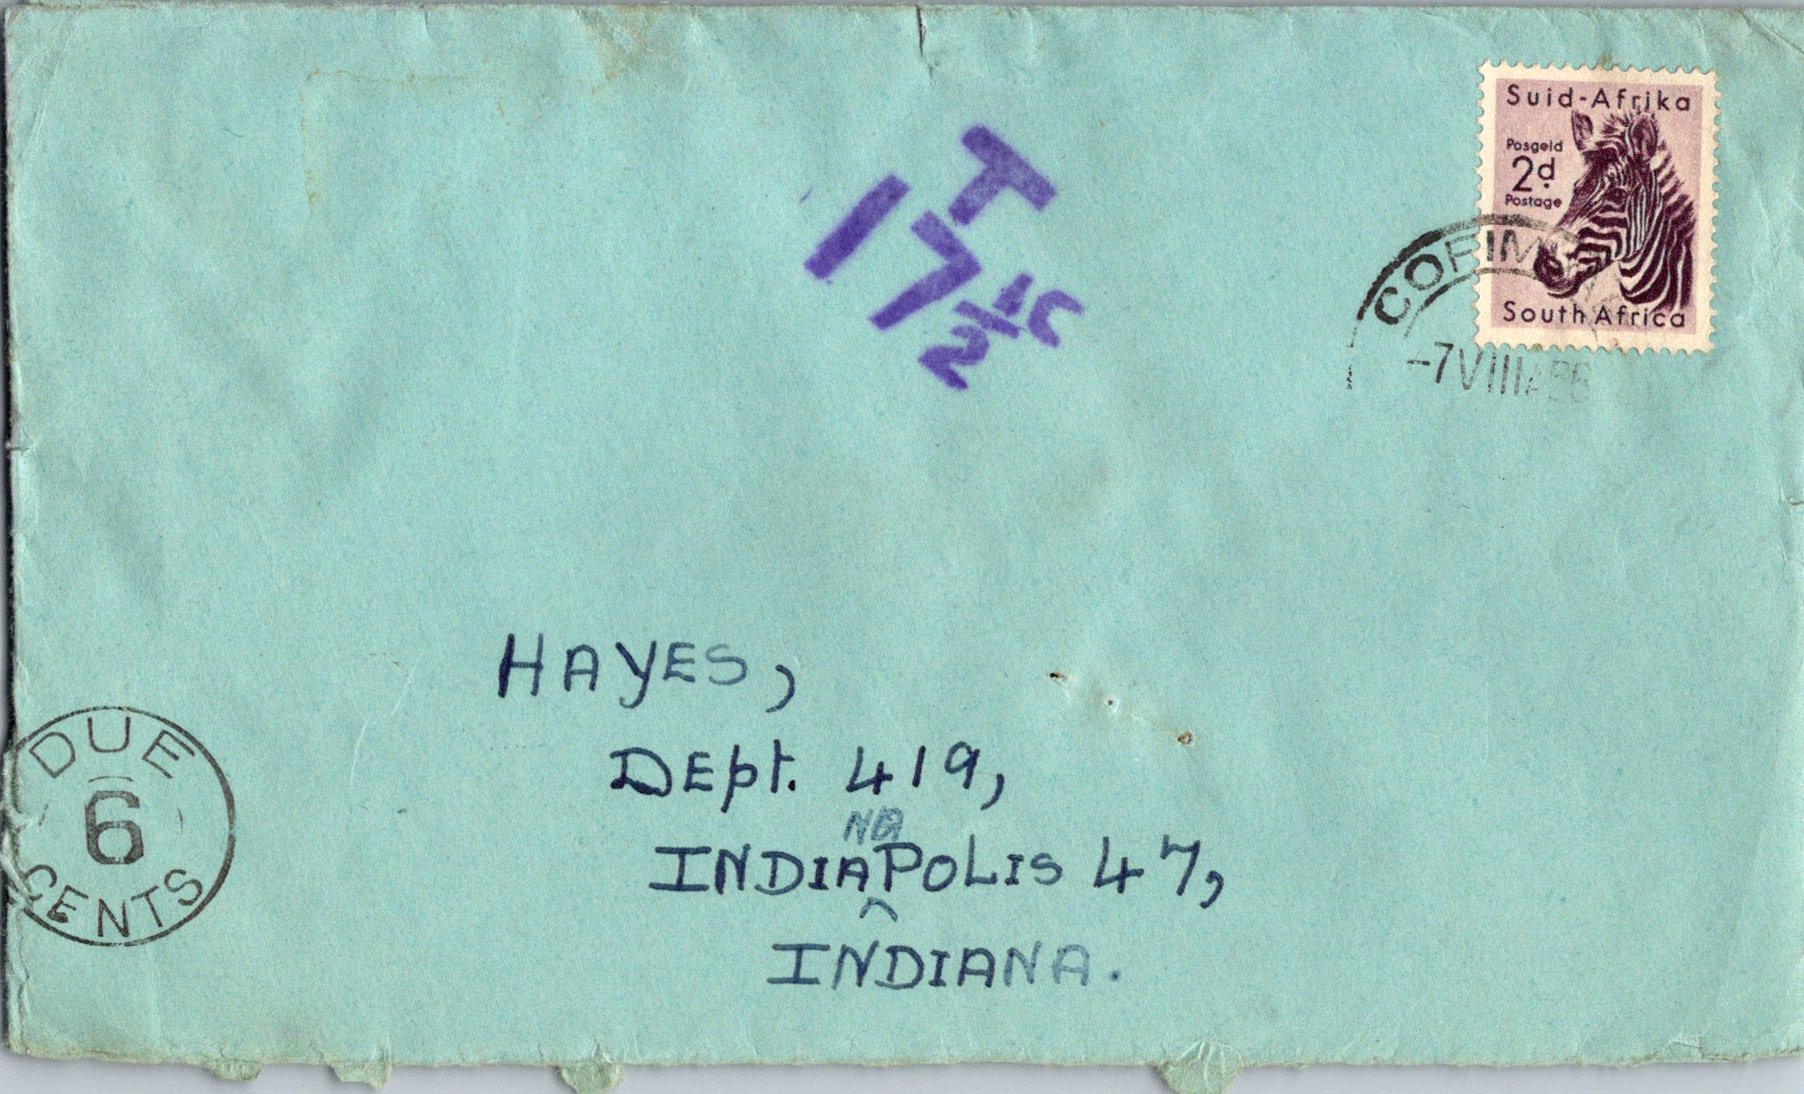 Suid-Afrika
Posgeld
2d
Postage
South Africa
-7 VIII
T
17 1/2 c
HAYES,
DEpt. 419,
NA
INDIAPOLIS 47,
INDIANA.
DUE
6
CENTS